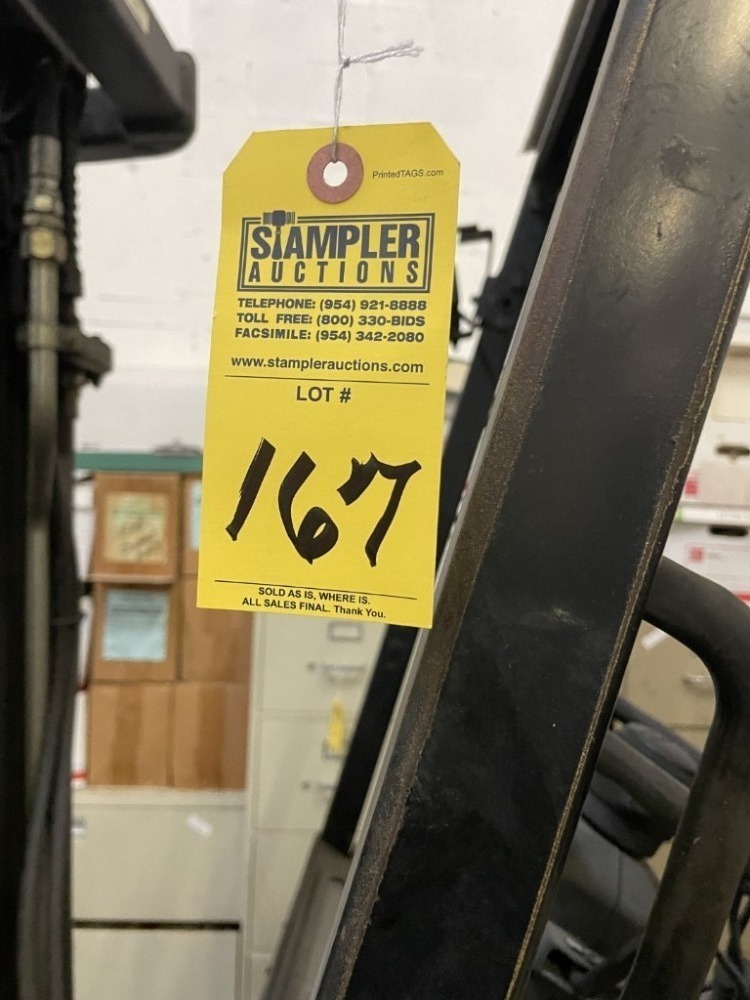 PrintedTAGS.com
STAMPLER
AUCTIONS
TELEPHONE: (954) 921-8888
TOLL FREE: (800) 330-BIDS
FACSIMILE: (954) 342-2080
www.stamplerauctions.com
LOT #
167
SOLD AS IS, WHERE IS.
ALL SALES FINAL. Thank You.